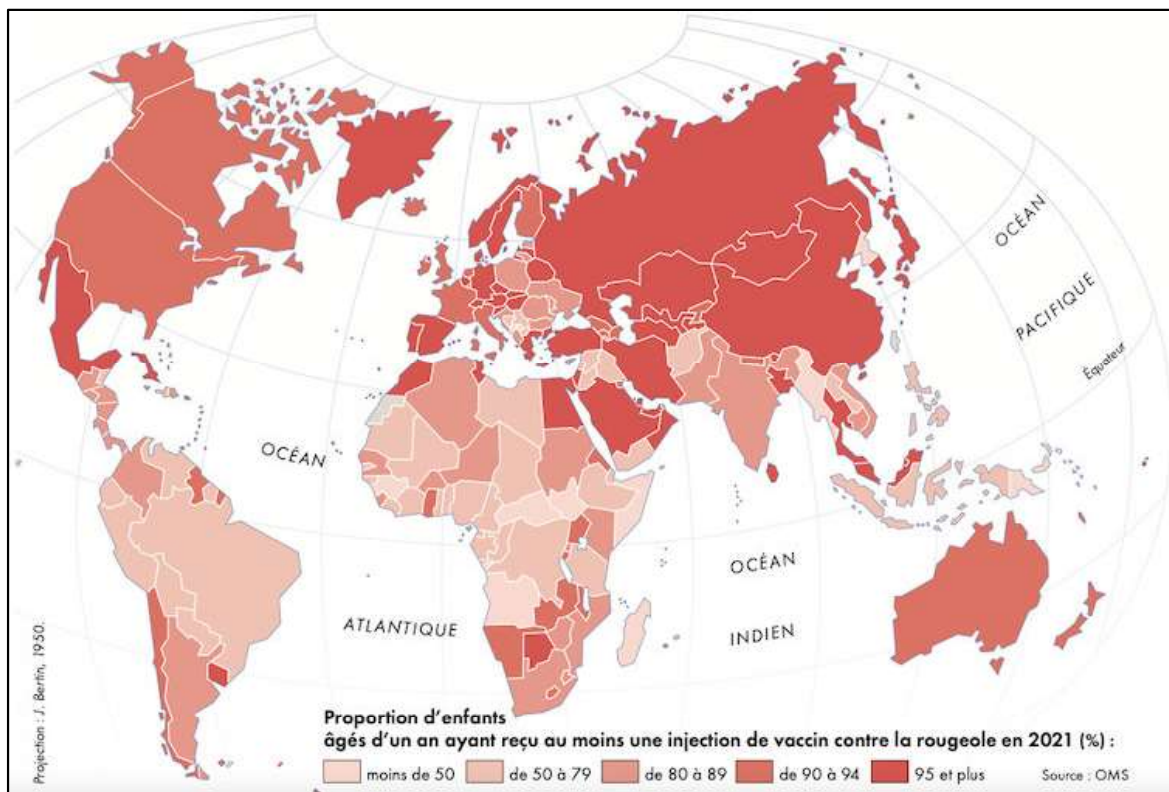 OCÉAN
PACIFIQUE
Équateur
OCÉAN
ATLANTIQUE
OCÉAN
INDIEN
Projection : J. Bertin, 1950.
Proportion d'enfants
âgés d'un an ayant reçu au moins une injection de vaccin contre la rougeole en 2021 (%) :
moins de 50 de 50 à 79 de 80 à 89 de 90 à 94 95 et plus Source : OMS